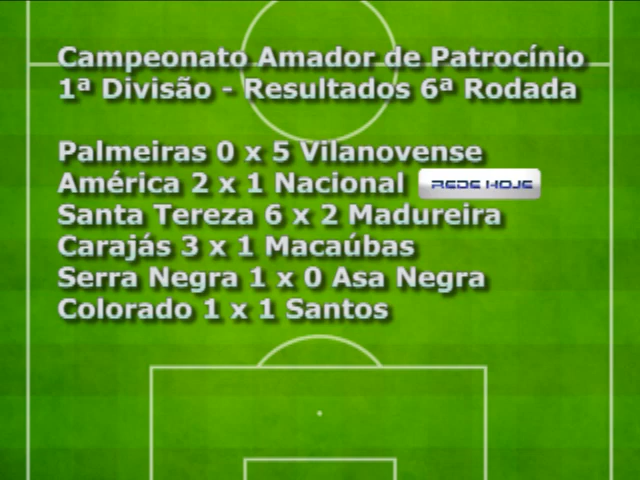 Campeonato Amador de Patrocínio
1ª Divisão - Resultados 6ª Rodada
Palmeiras 0 x 5 Vilanovense
América 2 x 1 Nacional
REDE HOJE
Santa Tereza 6 x 2 Madureira
Carajás 3 x 1 Macaúbas
Serra Negra 1 x 0 Asa Negra
Colorado 1 x 1 Santos